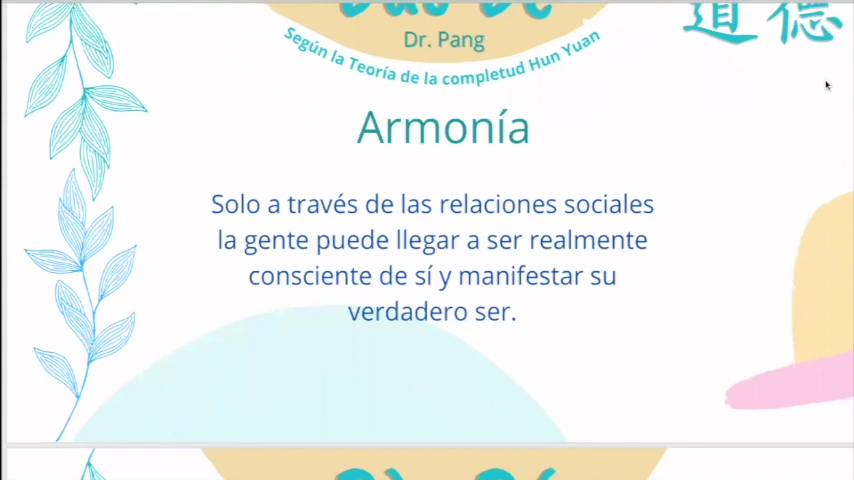 道德
Dr. Pang
Según la Teoría de la completud Hun Yuan
Armonía
Solo a través de las relaciones sociales
la gente puede llegar a ser realmente
consciente de sí y manifestar su
verdadero ser.